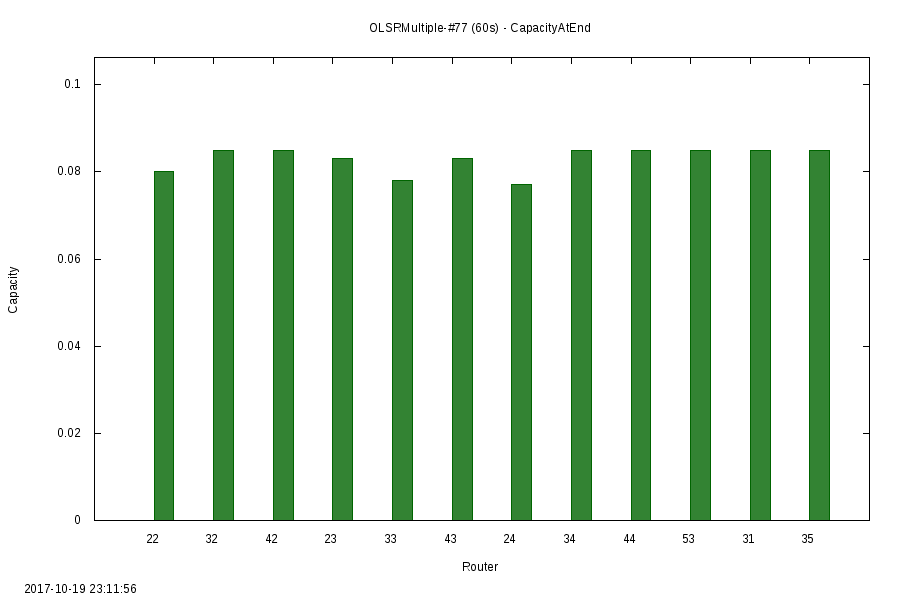 OLSRMultiple-#77 (60s) - CapacityAtEnd
0.1
0.08
0.06
0.04
0.02
0
Capacity
22 32 42 23 33 43 24 34 44 53 31 35
Router
2017-10-19 23:11:56